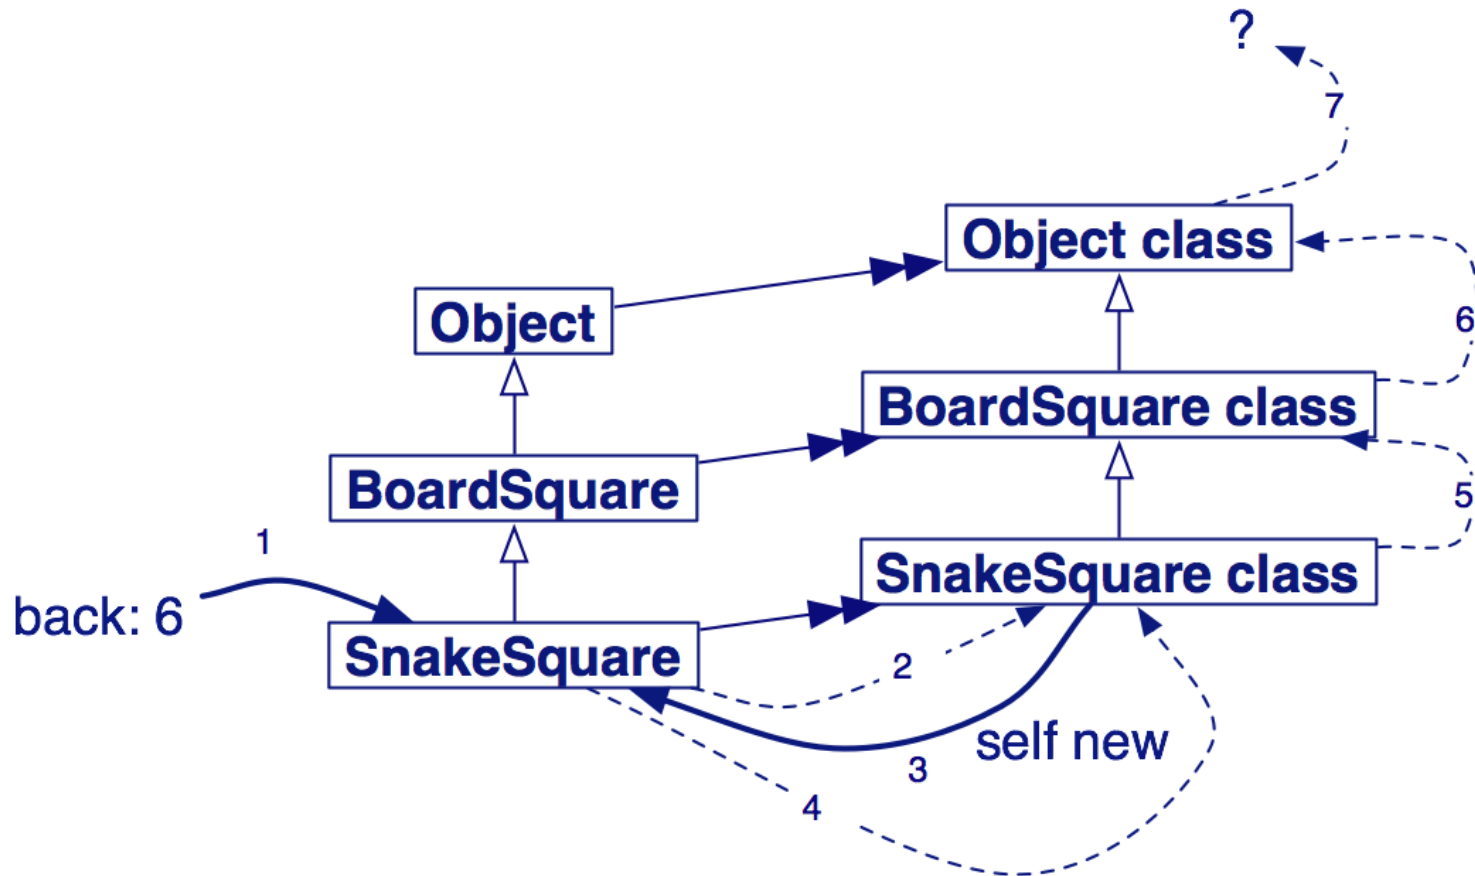 ?
7
Object class
Object
6
BoardSquare class
BoardSquare
5
1
SnakeSquare class
back: 6
SnakeSquare
2
self new
3
4